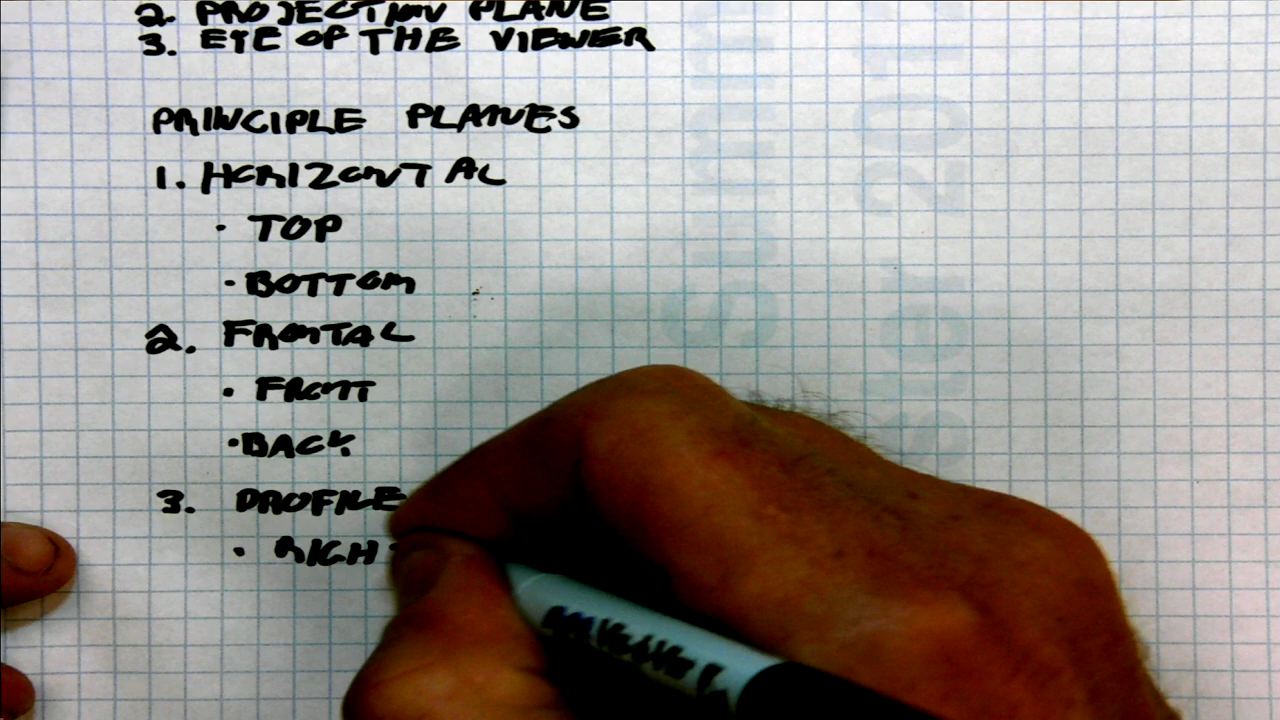 2. PROJECTION PLANE
3. EYE OF THE VIEWER
PRINCIPLE PLANES
1. HORIZONTAL
· TOP
· BOTTOM
2. FRONTAL
· FRONT
· BACK
3. PROFILE
· RIGH